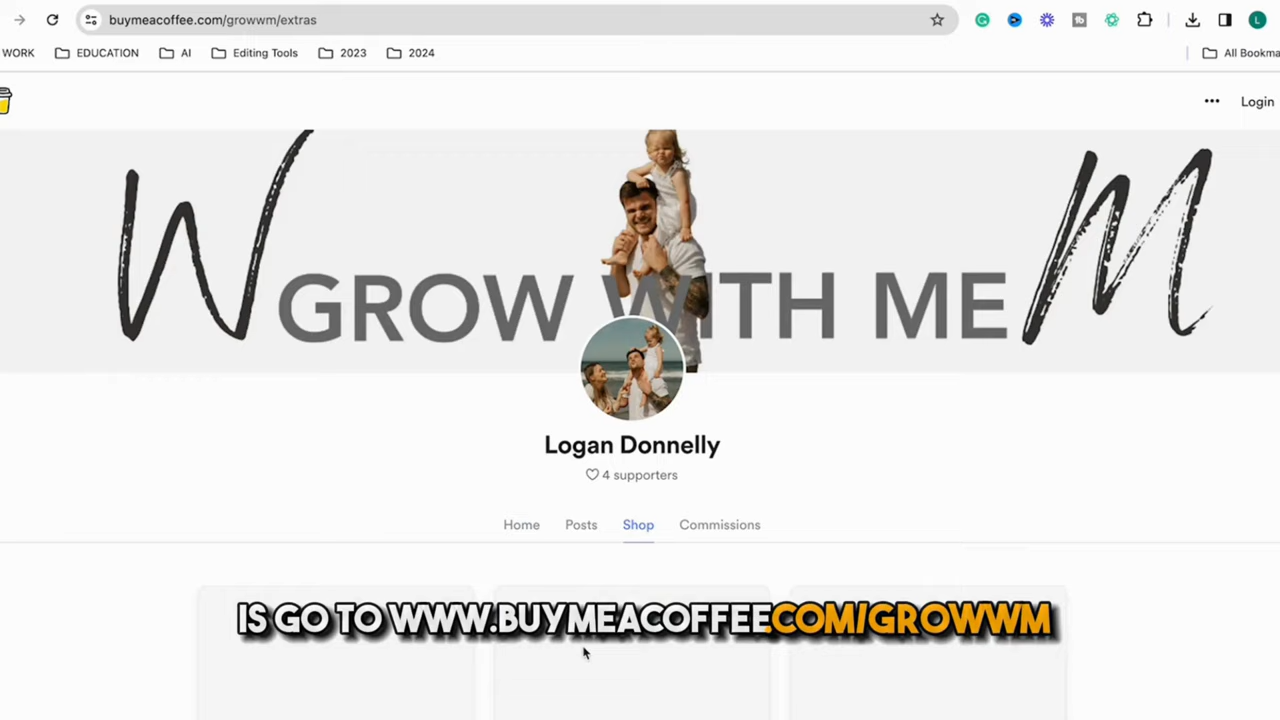 buymeacoffee.com/growwm/extras
L
WORK EDUCATION AI Editing Tools 2023 2024 All Bookma
Login
W GROW WITH ME M
Logan Donnelly
4 supporters
Home Posts Shop Commissions
IS GO TO WWW.BUYMEACOFFEE.COM/GROWWM